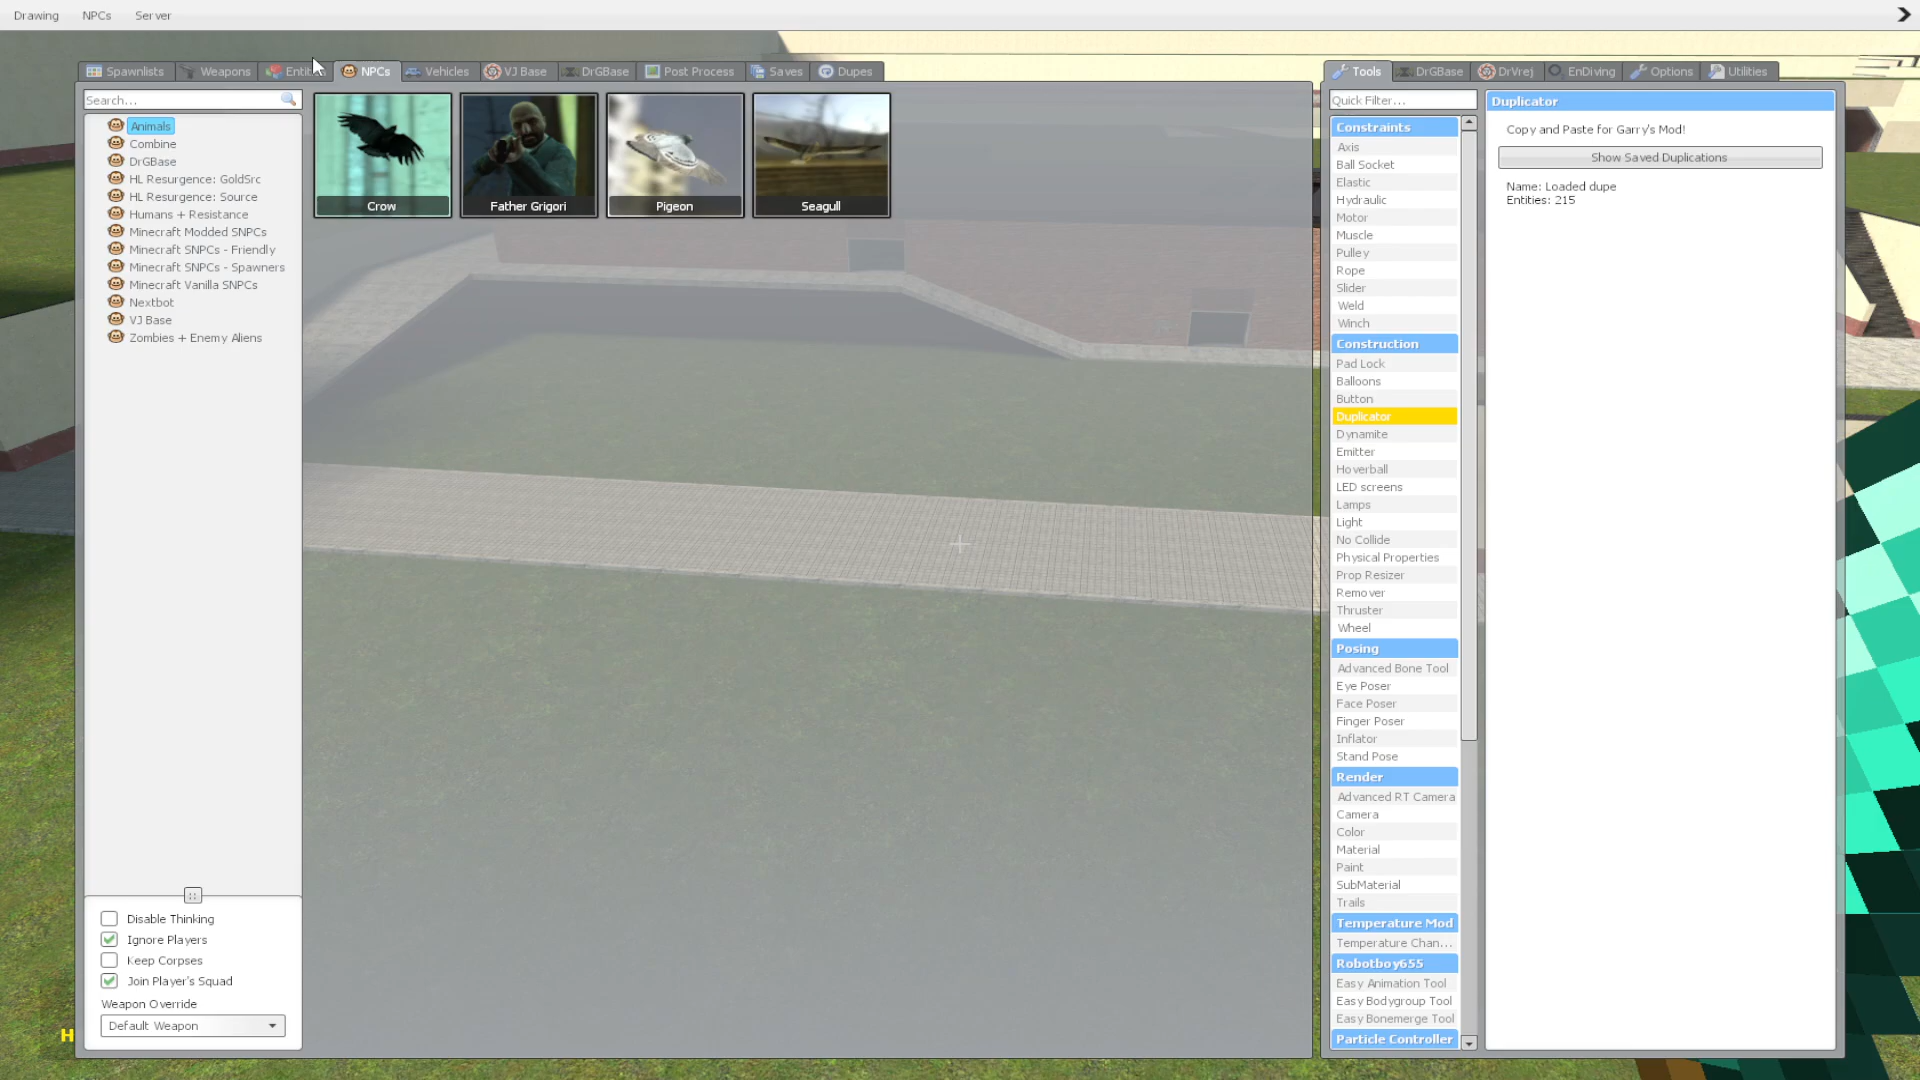 Drawing NPCs Server
Spawnlists Weapons Entit NPCs Vehicles VJ Base DrGBase Post Process Saves Dupes
Search...
Animals
Combine
DrGBase
HL Resurgence: GoldSrc
HL Resurgence: Source
Humans + Resistance
Minecraft Modded SNPCs
Minecraft SNPCs - Friendly
Minecraft SNPCs - Spawners
Minecraft Vanilla SNPCs
Nextbot
VJ Base
Zombies + Enemy Aliens
Disable Thinking
Ignore Players
Keep Corpses
Join Player's Squad
Weapon Override
Default Weapon
H
Crow Father Grigori Pigeon Seagull
Tools DrGBase DrVrej EnDiving Options Utilities
Quick Filter...
Constraints
Axis
Ball Socket
Elastic
Hydraulic
Motor
Muscle
Pulley
Rope
Slider
Weld
Winch
Construction
Pad Lock
Balloons
Button
Duplicator
Dynamite
Emitter
Hoverball
LED screens
Lamps
Light
No Collide
Physical Properties
Prop Resizer
Remover
Thruster
Wheel
Posing
Advanced Bone Tool
Eye Poser
Face Poser
Finger Poser
Inflator
Stand Pose
Render
Advanced RT Camera
Camera
Color
Material
Paint
SubMaterial
Trails
Temperature Mod
Temperature Chan...
Robotboy655
Easy Animation Tool
Easy Bodygroup Tool
Easy Bonemerge Tool
Particle Controller
Duplicator
Copy and Paste for Garry's Mod!
Show Saved Duplications
Name: Loaded dupe
Entities: 215